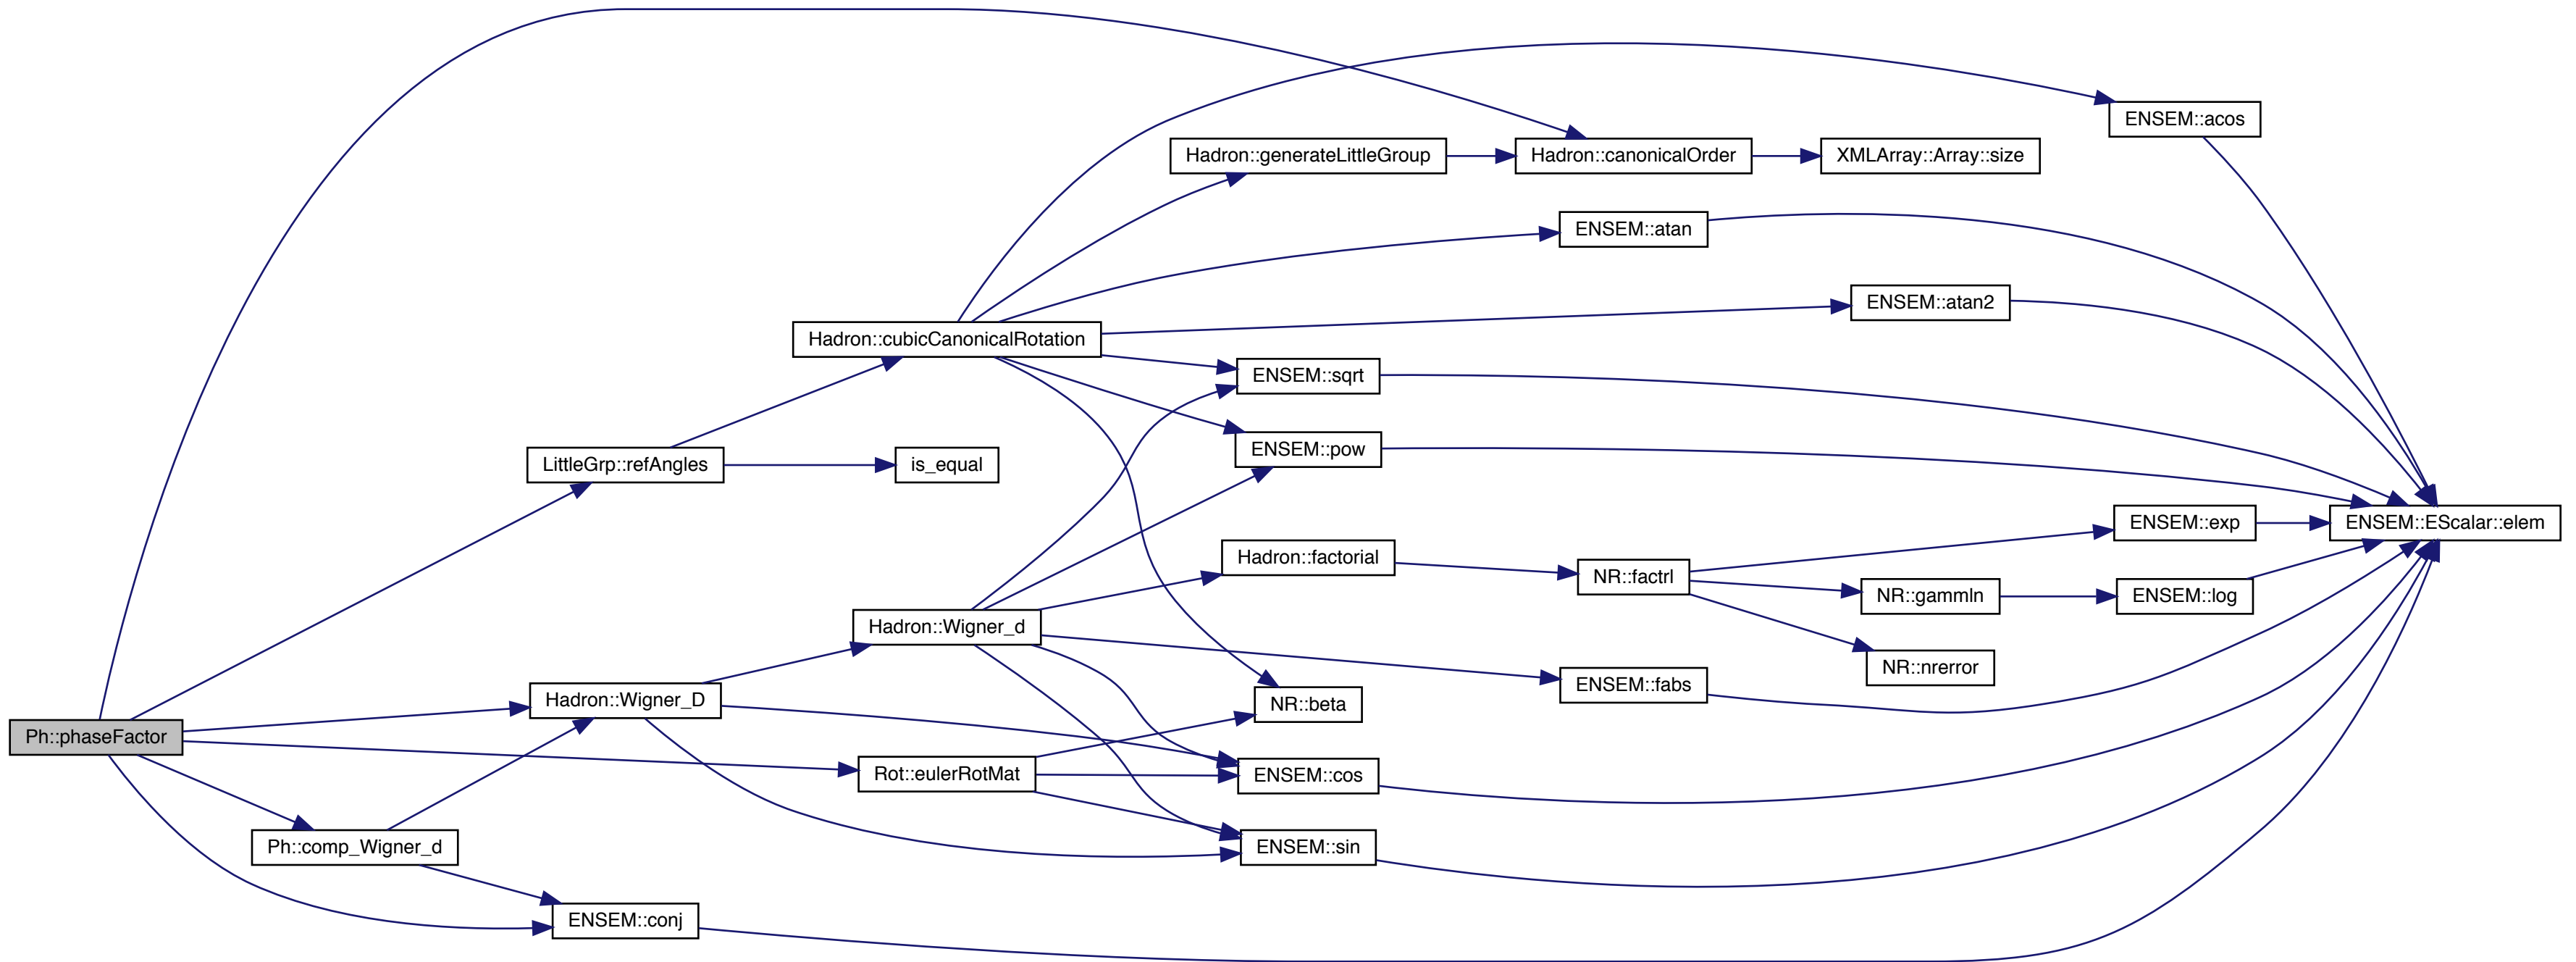 ENSEM::acos
Hadron::generateLittleGroup
Hadron::canonicalOrder
XMLArray::Array::size
ENSEM::atan
ENSEM::atan2
Hadron::cubicCanonicalRotation
ENSEM::sqrt
ENSEM::pow
LittleGrp::refAngles
is_equal
ENSEM::exp
ENSEM::EScalar::elem
Hadron::factorial
NR::factrl
NR::gammln
ENSEM::log
Hadron::Wigner_d
NR::nrerror
ENSEM::fabs
Hadron::Wigner_D
NR::beta
Ph::phaseFactor
Rot::eulerRotMat
ENSEM::cos
Ph::comp_Wigner_d
ENSEM::sin
ENSEM::conj